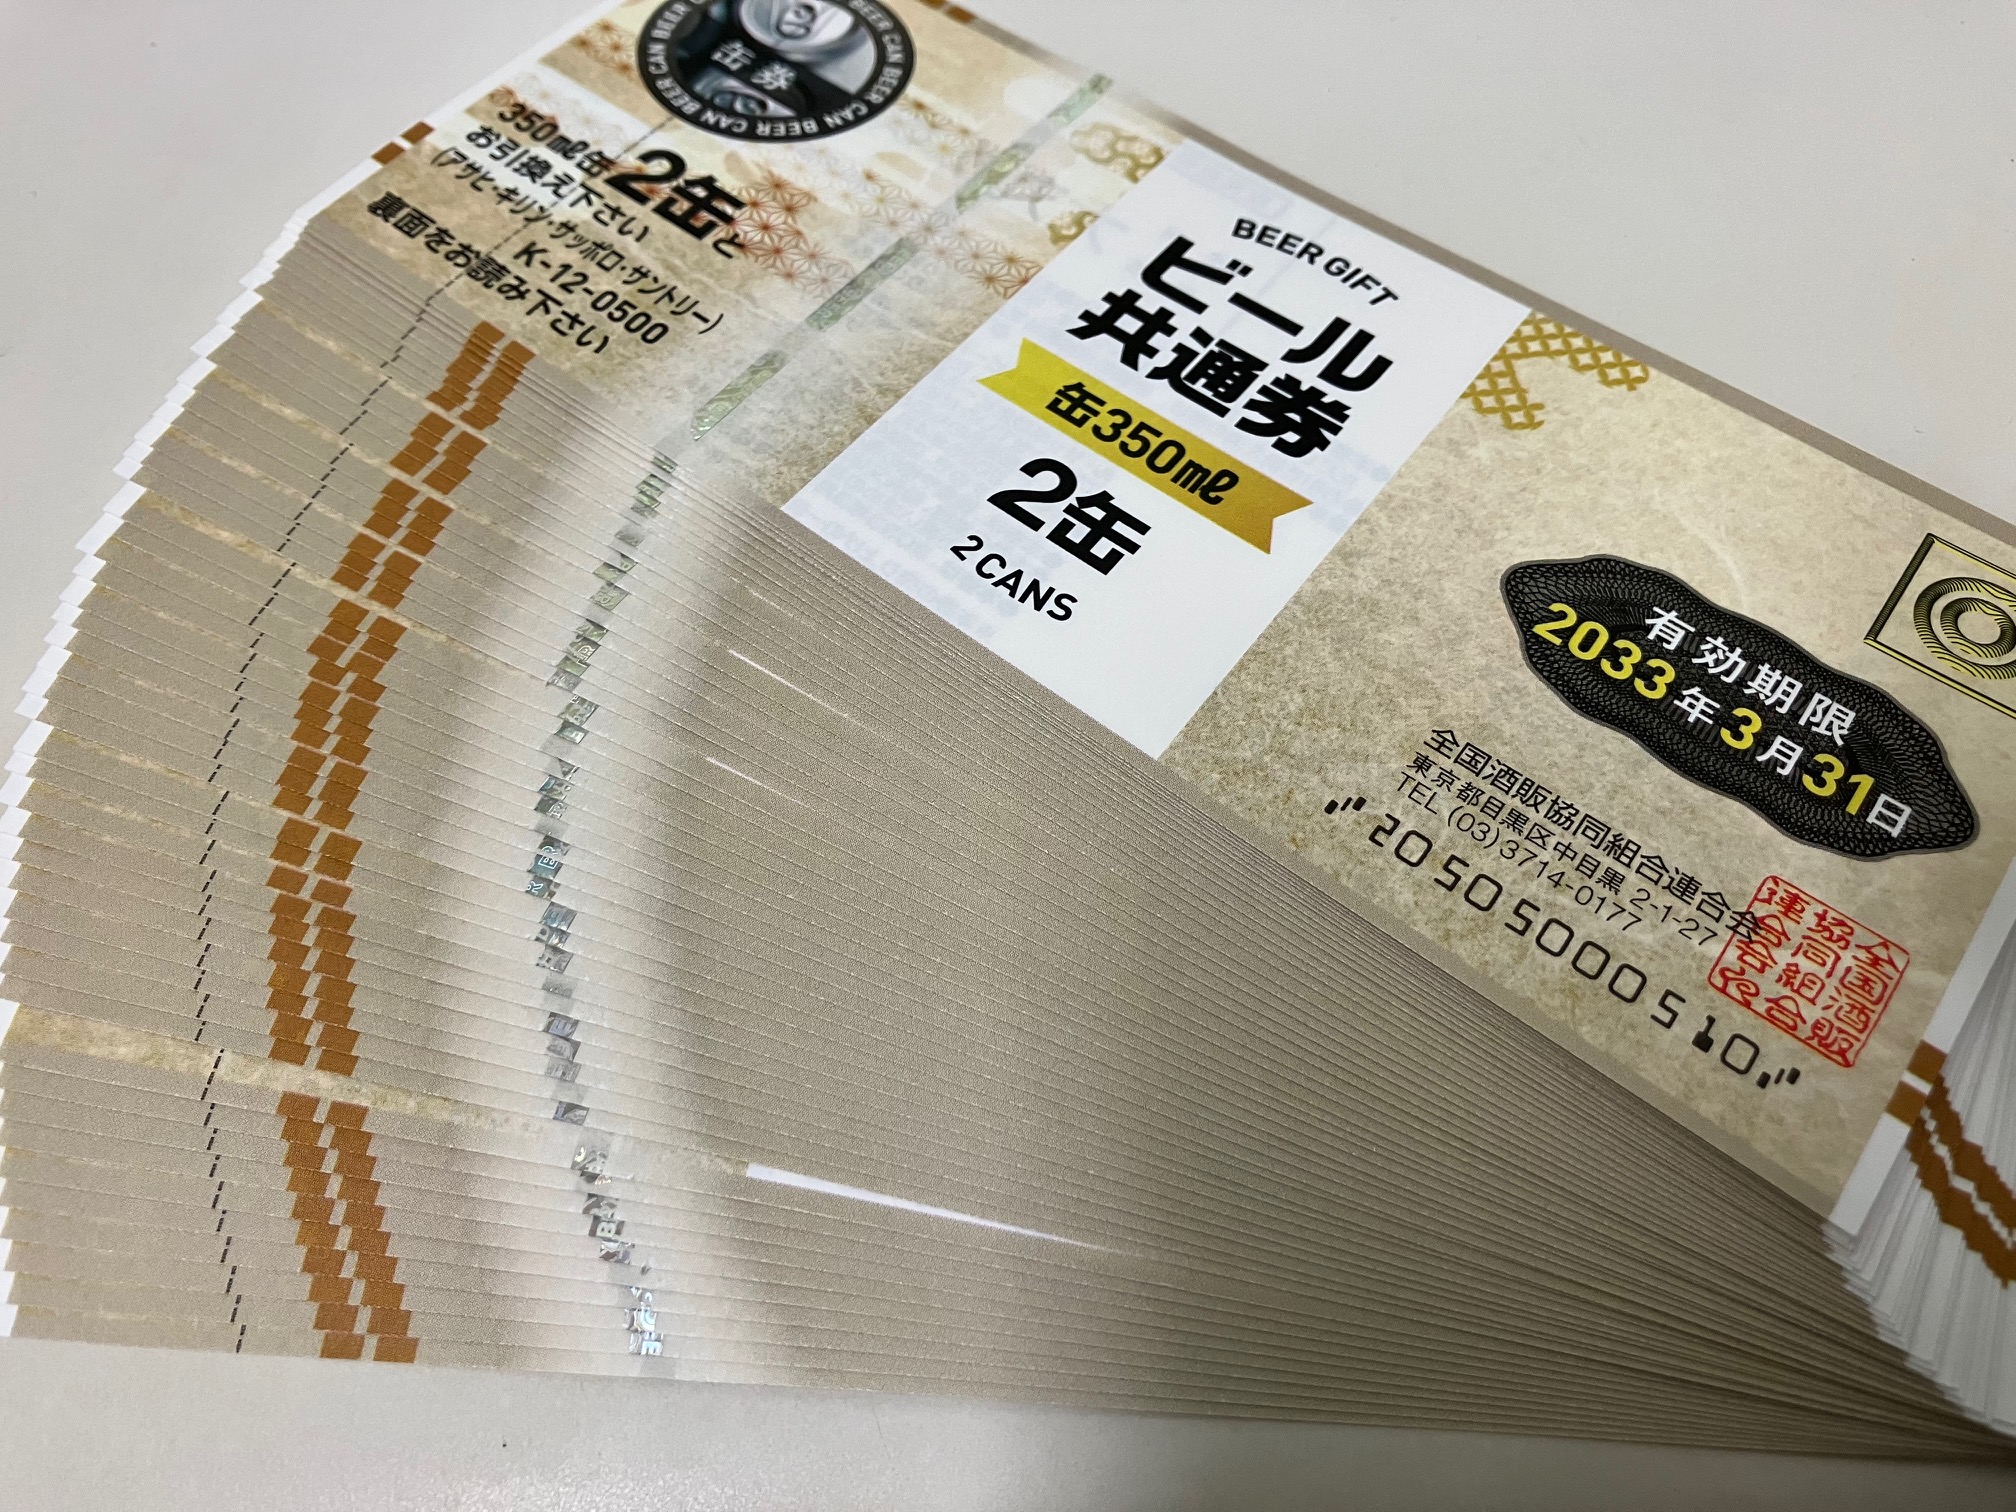 BEER CAN BEER CAN BEER CAN BEER CAN
缶券
350ml缶2缶と
お引換え下さい
(アサヒ・キリン・サッポロ・サントリー)
K-12-0500
裏面をお読み下さい
BEER GIFT
ビール
共通券
缶350ml
2缶
2 CANS
有効期限
2033年3月31日
全国酒販協同組合連合会
東京都目黒区中目黒 2-1-27
TEL (03) 3714-0177
20505000510
全国酒販
協同組合
連合会